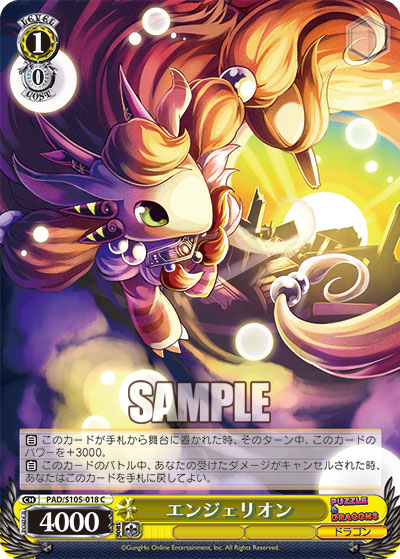 LEVEL
1
0
COST
SAMPLE
自 このカードが手札から舞台に置かれた時、そのターン中、このカードの
パワーを+3000。
自 このカードのバトル中、あなたの受けたダメージがキャンセルされた時、
あなたはこのカードを手札に戻してよい。
CH PAD/S105-018 C
POWER 4000 SOUL エンジェリオン
PUZZLE & DRAGONS
ドラゴン
©GungHo Online Entertainment, Inc. All Rights Reserved.